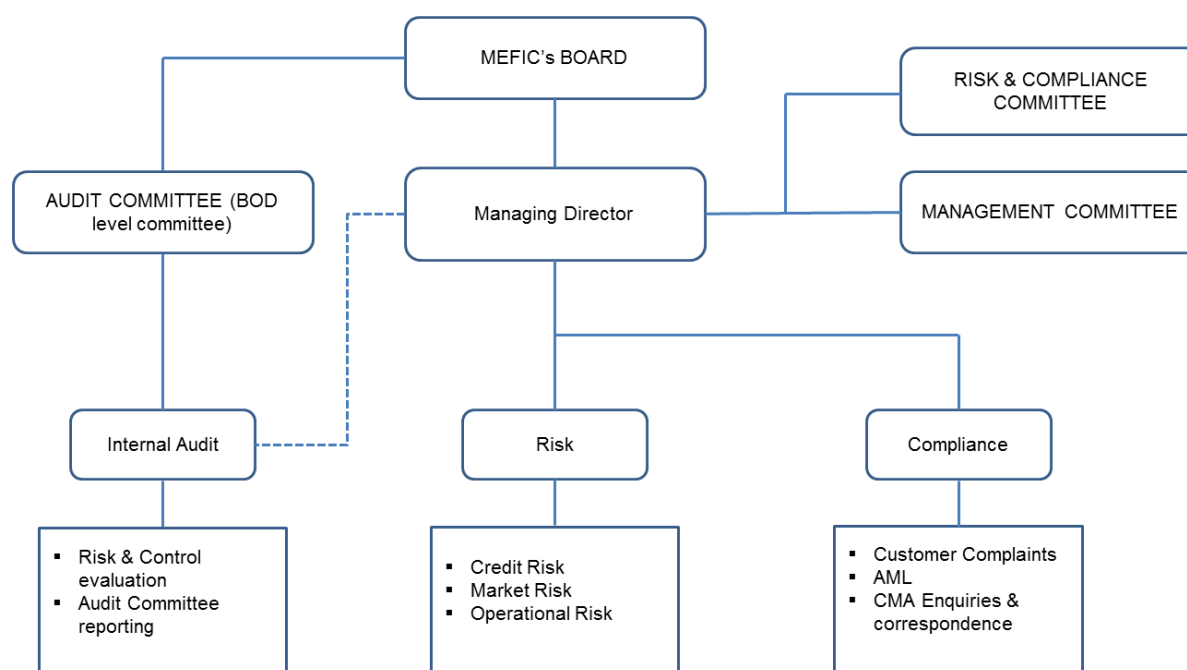 MEFIC's BOARD
RISK & COMPLIANCE
COMMITTEE
AUDIT COMMITTEE (BOD
level committee)
Managing Director
MANAGEMENT COMMITTEE
Internal Audit
Risk
Compliance
▪ Risk & Control
evaluation
▪ Audit Committee
reporting
▪ Credit Risk
▪ Market Risk
▪ Operational Risk
▪ Customer Complaints
▪ AML
▪ CMA Enquiries &
correspondence